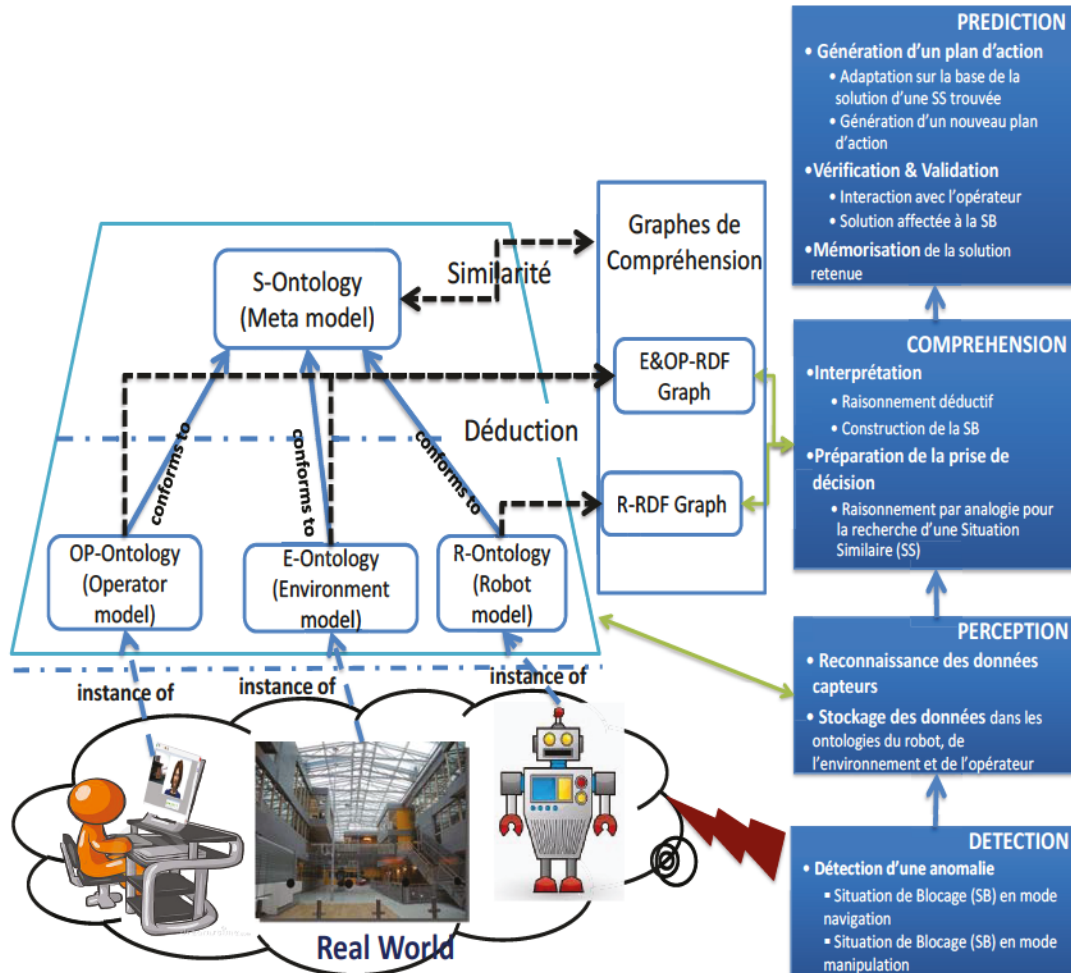 PREDICTION
• Génération d'un plan d'action
• Adaptation sur la base de la
solution d'une SS trouvée
• Génération d'un nouveau plan
d'action
•Vérification & Validation
• Interaction avec l'opérateur
• Solution affectée à la SB
•Mémorisation de la solution
retenue
Graphes de
Compréhension
Similarité
S-Ontology
(Meta model)
E&OP-RDF
Graph
COMPREHENSION
•Interprétation
• Raisonnement déductif
• Construction de la SB
•Préparation de la prise de
décision
• Raisonnement par analogie pour
la recherche d'une Situation
Similaire (SS)
Déduction
conforms to
conforms to
conforms to
R-RDF Graph
OP-Ontology
(Operator
model)
E-Ontology
(Environment
model)
R-Ontology
(Robot
model)
PERCEPTION
• Reconnaissance des données
capteurs
• Stockage des données dans les
ontologies du robot, de
l'environnement et de l'opérateur
instance of
instance of
instance of
Real World
DETECTION
• Détection d'une anomalie
▪ Situation de Blocage (SB) en mode
navigation
▪ Situation de Blocage (SB) en mode
manipulation